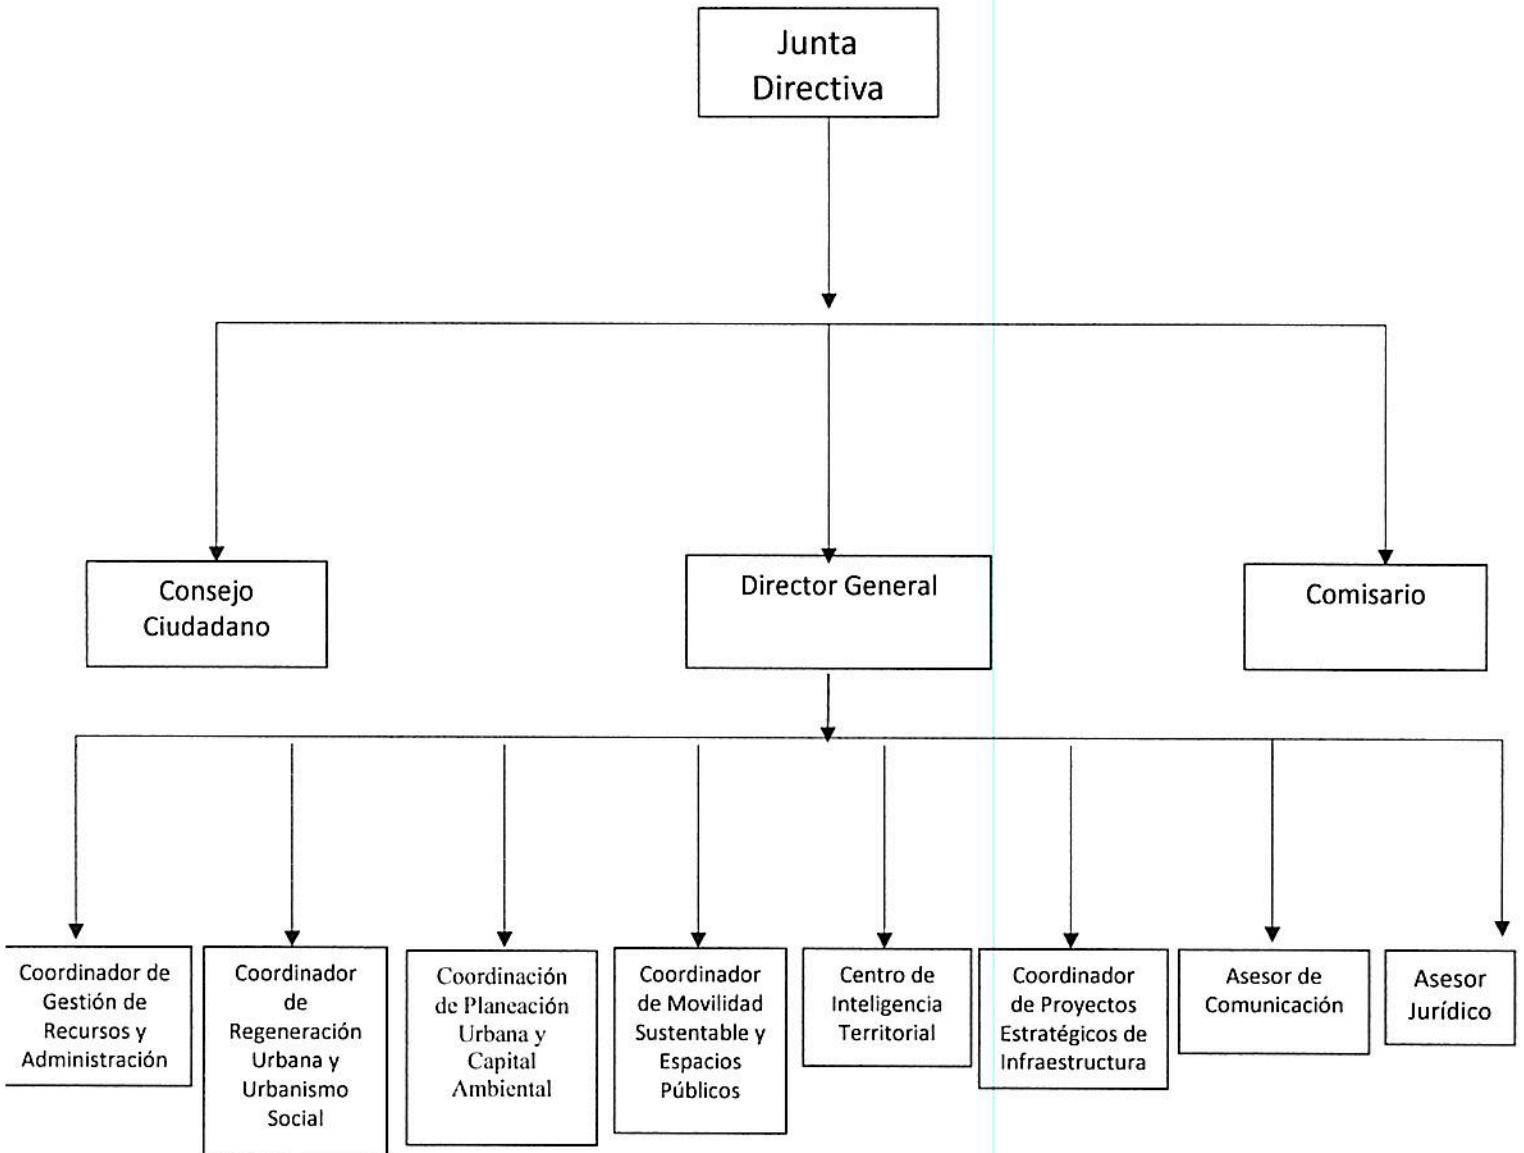 Junta
Directiva
Consejo
Ciudadano
Director General
Comisario
Coordinador de
Gestión de
Recursos y
Administración
Coordinador
de
Regeneración
Urbana y
Urbanismo
Social
Coordinación
de Planeación
Urbana y
Capital
Ambiental
Coordinador
de Movilidad
Sustentable y
Espacios
Públicos
Centro de
Inteligencia
Territorial
Coordinador
de Proyectos
Estratégicos de
Infraestructura
Asesor de
Comunicación
Asesor
Jurídico